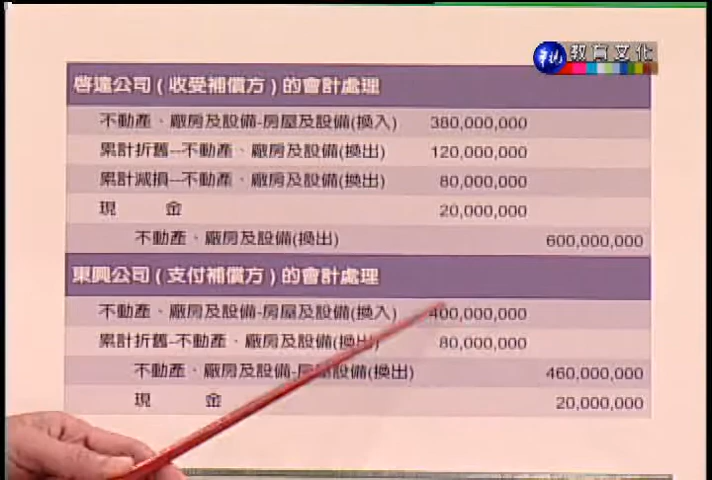 華視 教育文化
啓達公司(收受補償方)的會計處理
不動產、廠房及設備-房屋及設備(換入) 380,000,000
累計折舊--不動產、廠房及設備(換出) 120,000,000
累計減損--不動產、廠房及設備(換出) 80,000,000
現 金 20,000,000
不動產、廠房及設備(換出) 600,000,000
東興公司(支付補償方)的會計處理
不動產、廠房及設備-房屋及設備(換入) 400,000,000
累計折舊-不動產、廠房及設備(換出) 80,000,000
不動產、廠房及設備-房屋設備(換出) 460,000,000
現 金 20,000,000